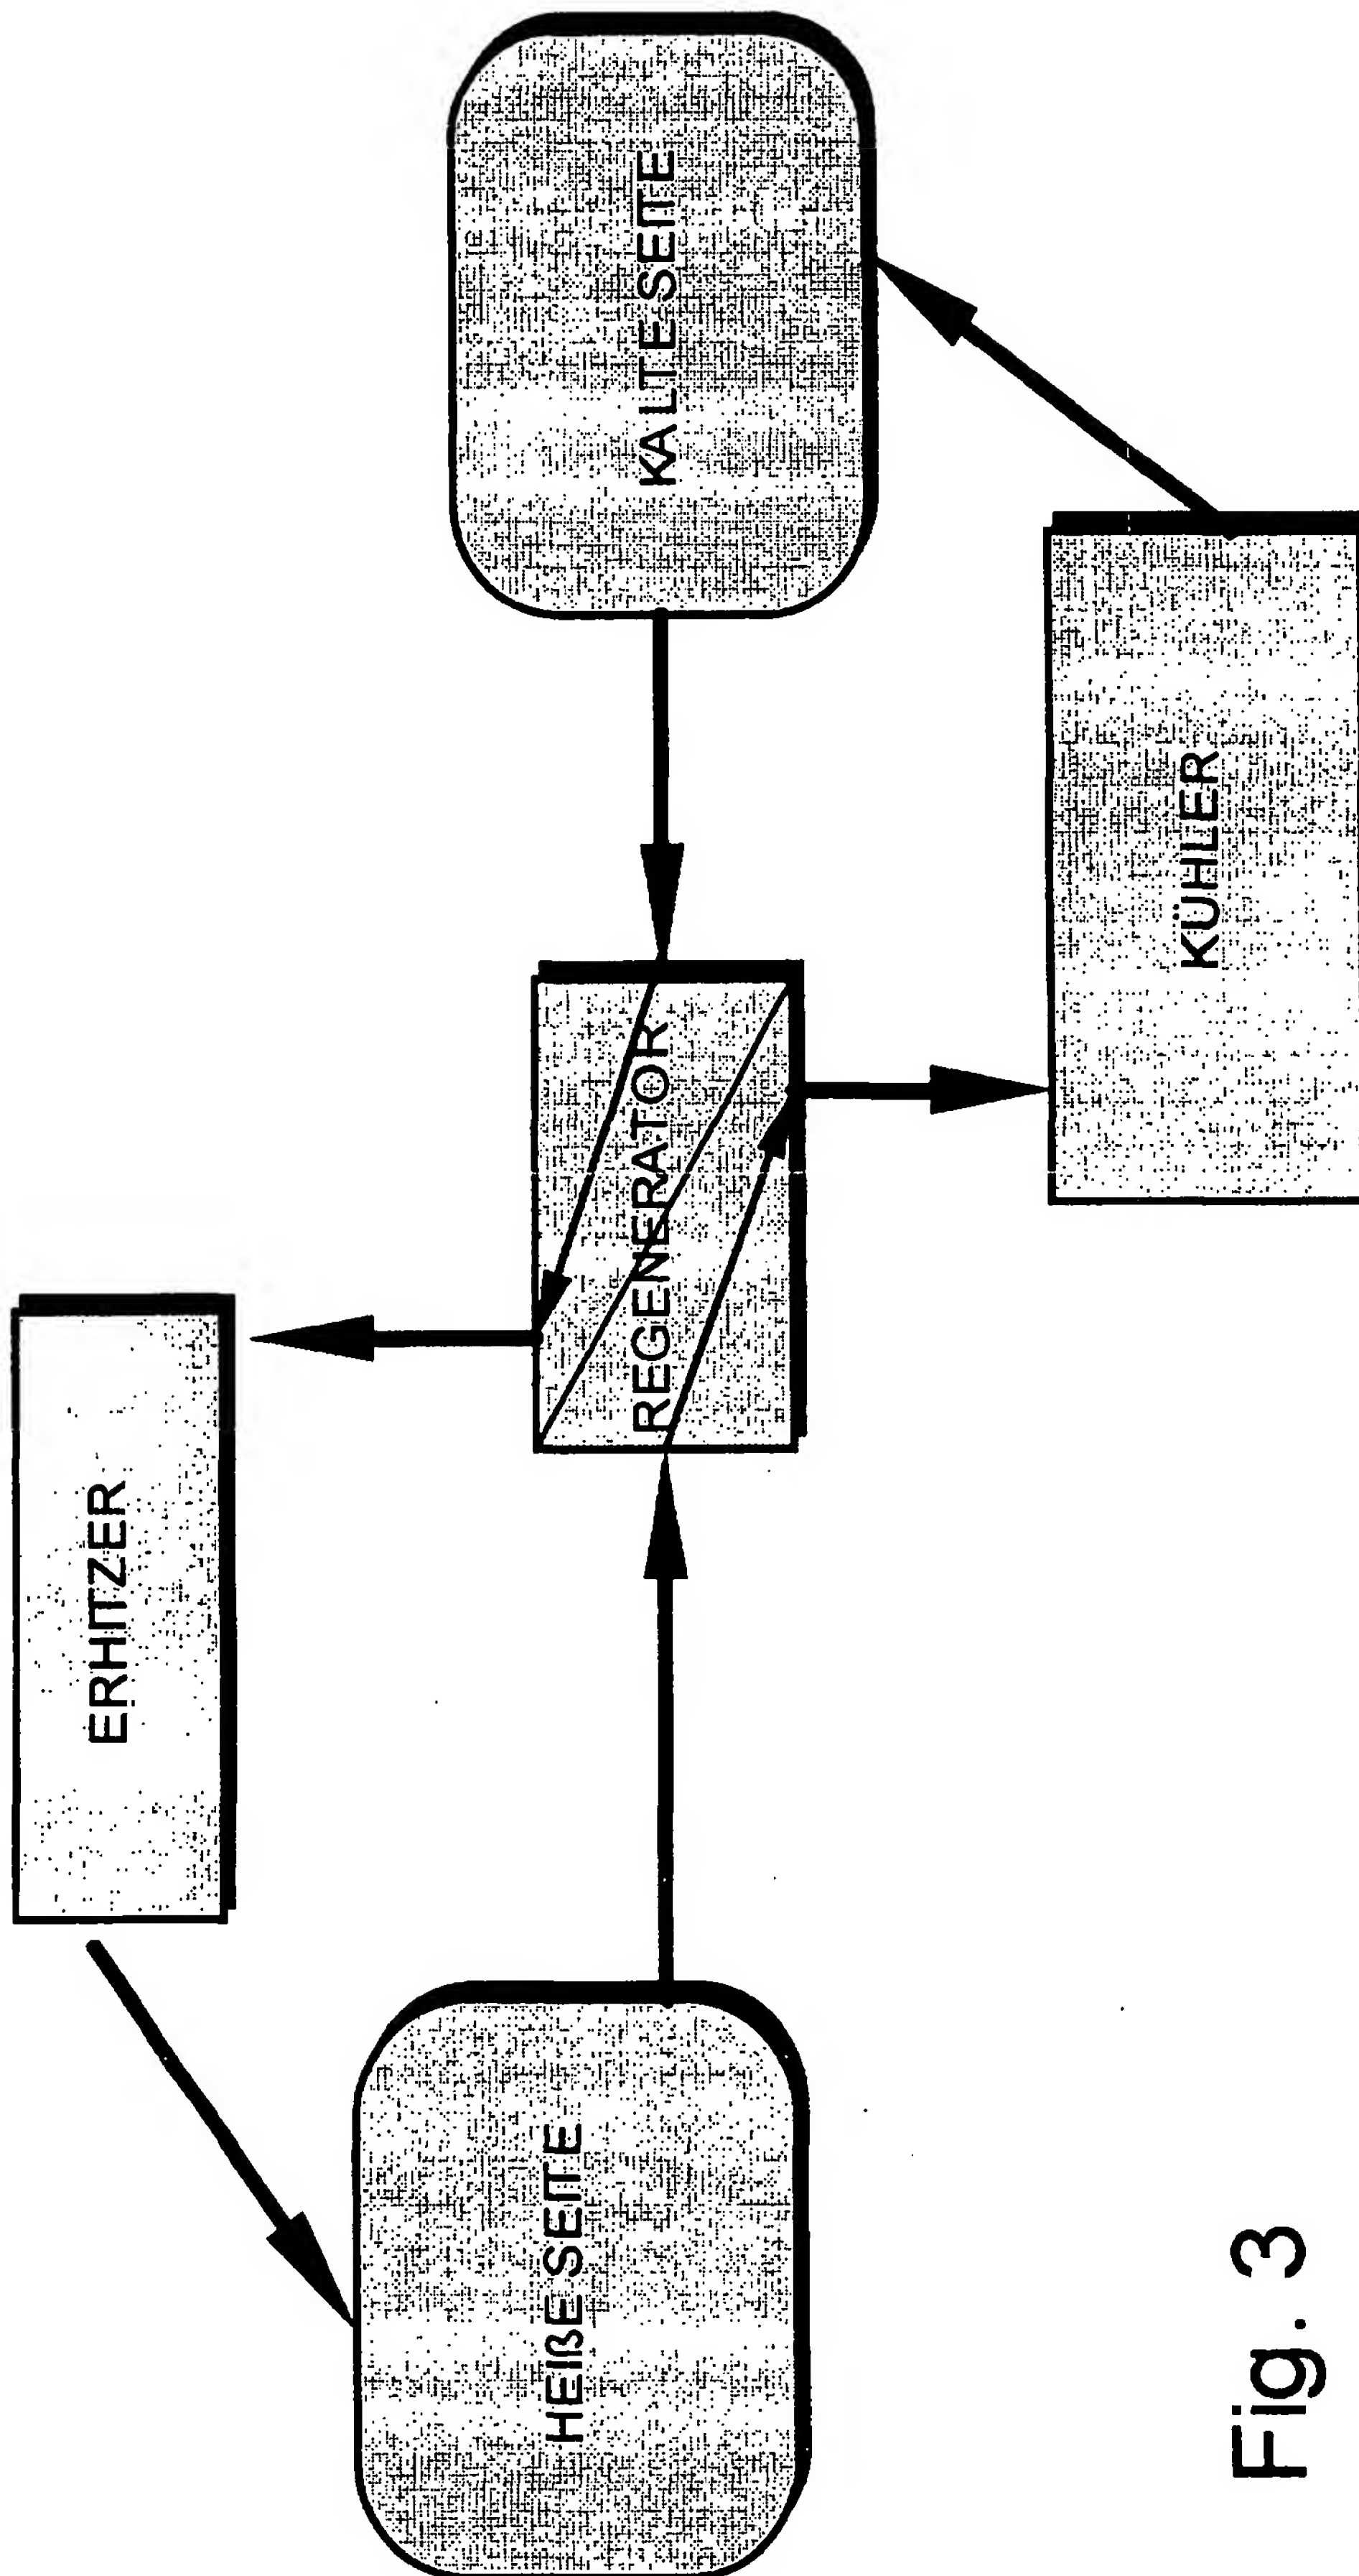 ERHITZER
HEIßE SEITE
REGENERATOR
KALTE SEITE
KÜHLER
Fig. 3